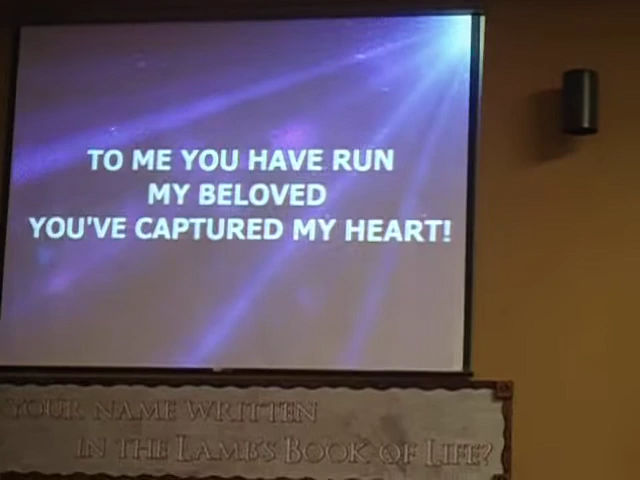 TO ME YOU HAVE RUN
MY BELOVED
YOU'VE CAPTURED MY HEART!
YOUR NAME WRITTEN
IN THE LAMB'S BOOK OF LIFE?